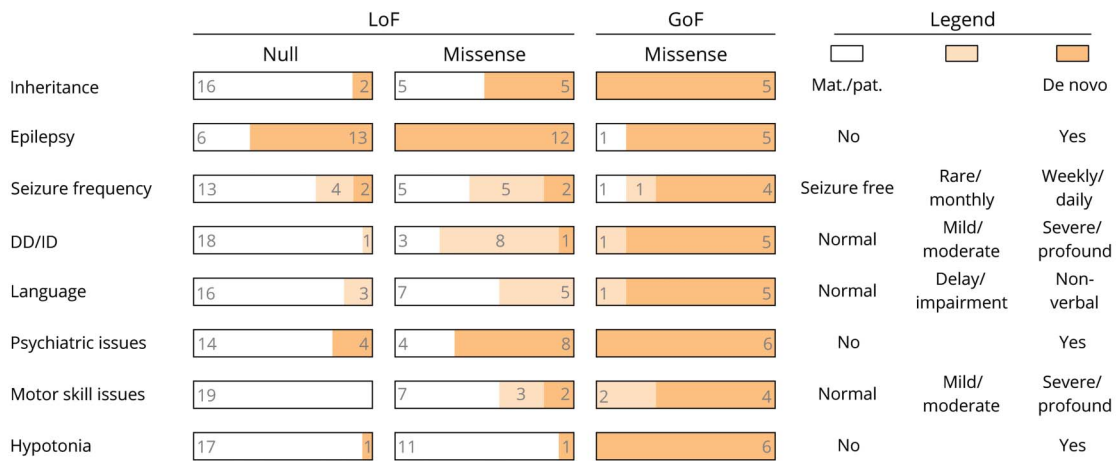 LoF GoF Legend
Null Missense Missense
Inheritance 16 2 5 5 5 Mat./pat. De novo
Epilepsy 6 13 12 1 5 No Yes
Seizure frequency 13 4 2 5 5 2 1 1 4 Seizure free Rare/ monthly Weekly/ daily
DD/ID 18 1 3 8 1 1 5 Normal Mild/ moderate Severe/ profound
Language 16 3 7 5 1 5 Normal Delay/ impairment Non- verbal
Psychiatric issues 14 4 4 8 6 No Yes
Motor skill issues 19 7 3 2 2 4 Normal Mild/ moderate Severe/ profound
Hypotonia 17 1 11 1 6 No Yes